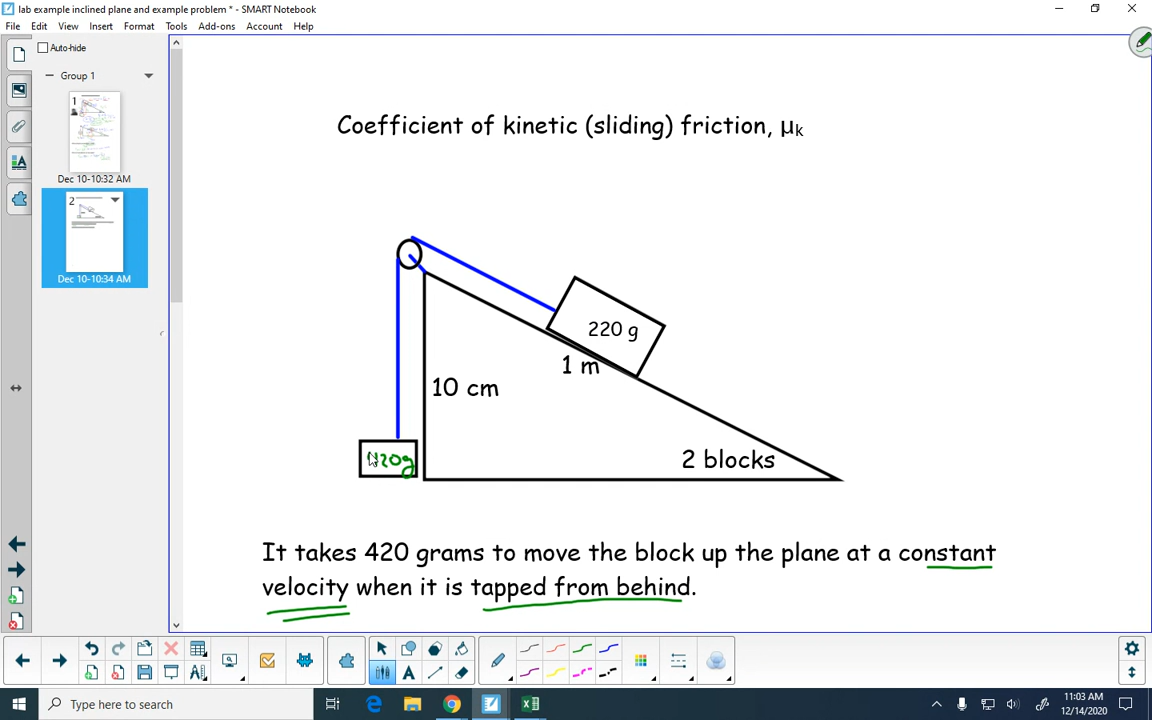 lab example inclined plane and example problem * - SMART Notebook
File Edit View Insert Format Tools Add-ons Account Help
Auto-hide
Group 1
1
Dec 10-10:32 AM
2
Dec 10-10:34 AM
Coefficient of kinetic (sliding) friction, μk
220 g
1 m
10 cm
420g
2 blocks
It takes 420 grams to move the block up the plane at a constant
velocity when it is tapped from behind.
Type here to search
11:03 AM
12/14/2020